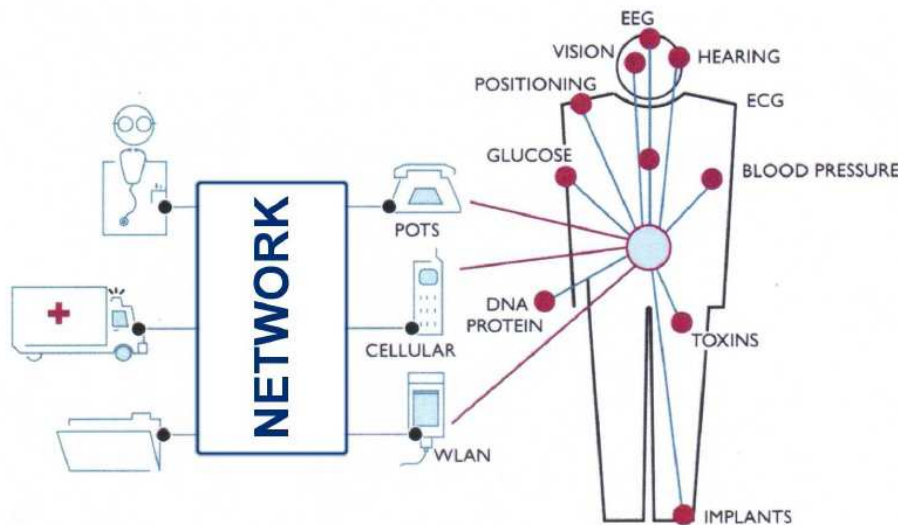 EEG
VISION
HEARING
POSITIONING
ECG
GLUCOSE
BLOOD PRESSURE
NETWORK
POTS
DNA
PROTEIN
TOXINS
CELLULAR
WLAN
IMPLANTS